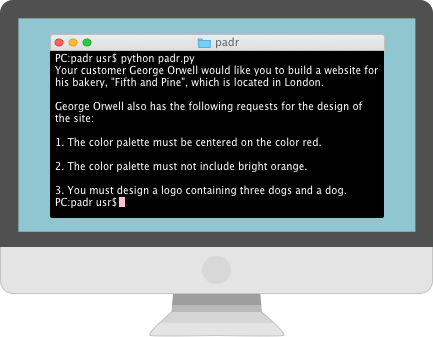 padr
PC:padr usr$ python padr.py
Your customer George Orwell would like you to build a website for
his bakery, "Fifth and Pine", which is located in London.
George Orwell also has the following requests for the design of
the site:
1. The color palette must be centered on the color red.
2. The color palette must not include bright orange.
3. You must design a logo containing three dogs and a dog.
PC:padr usr$